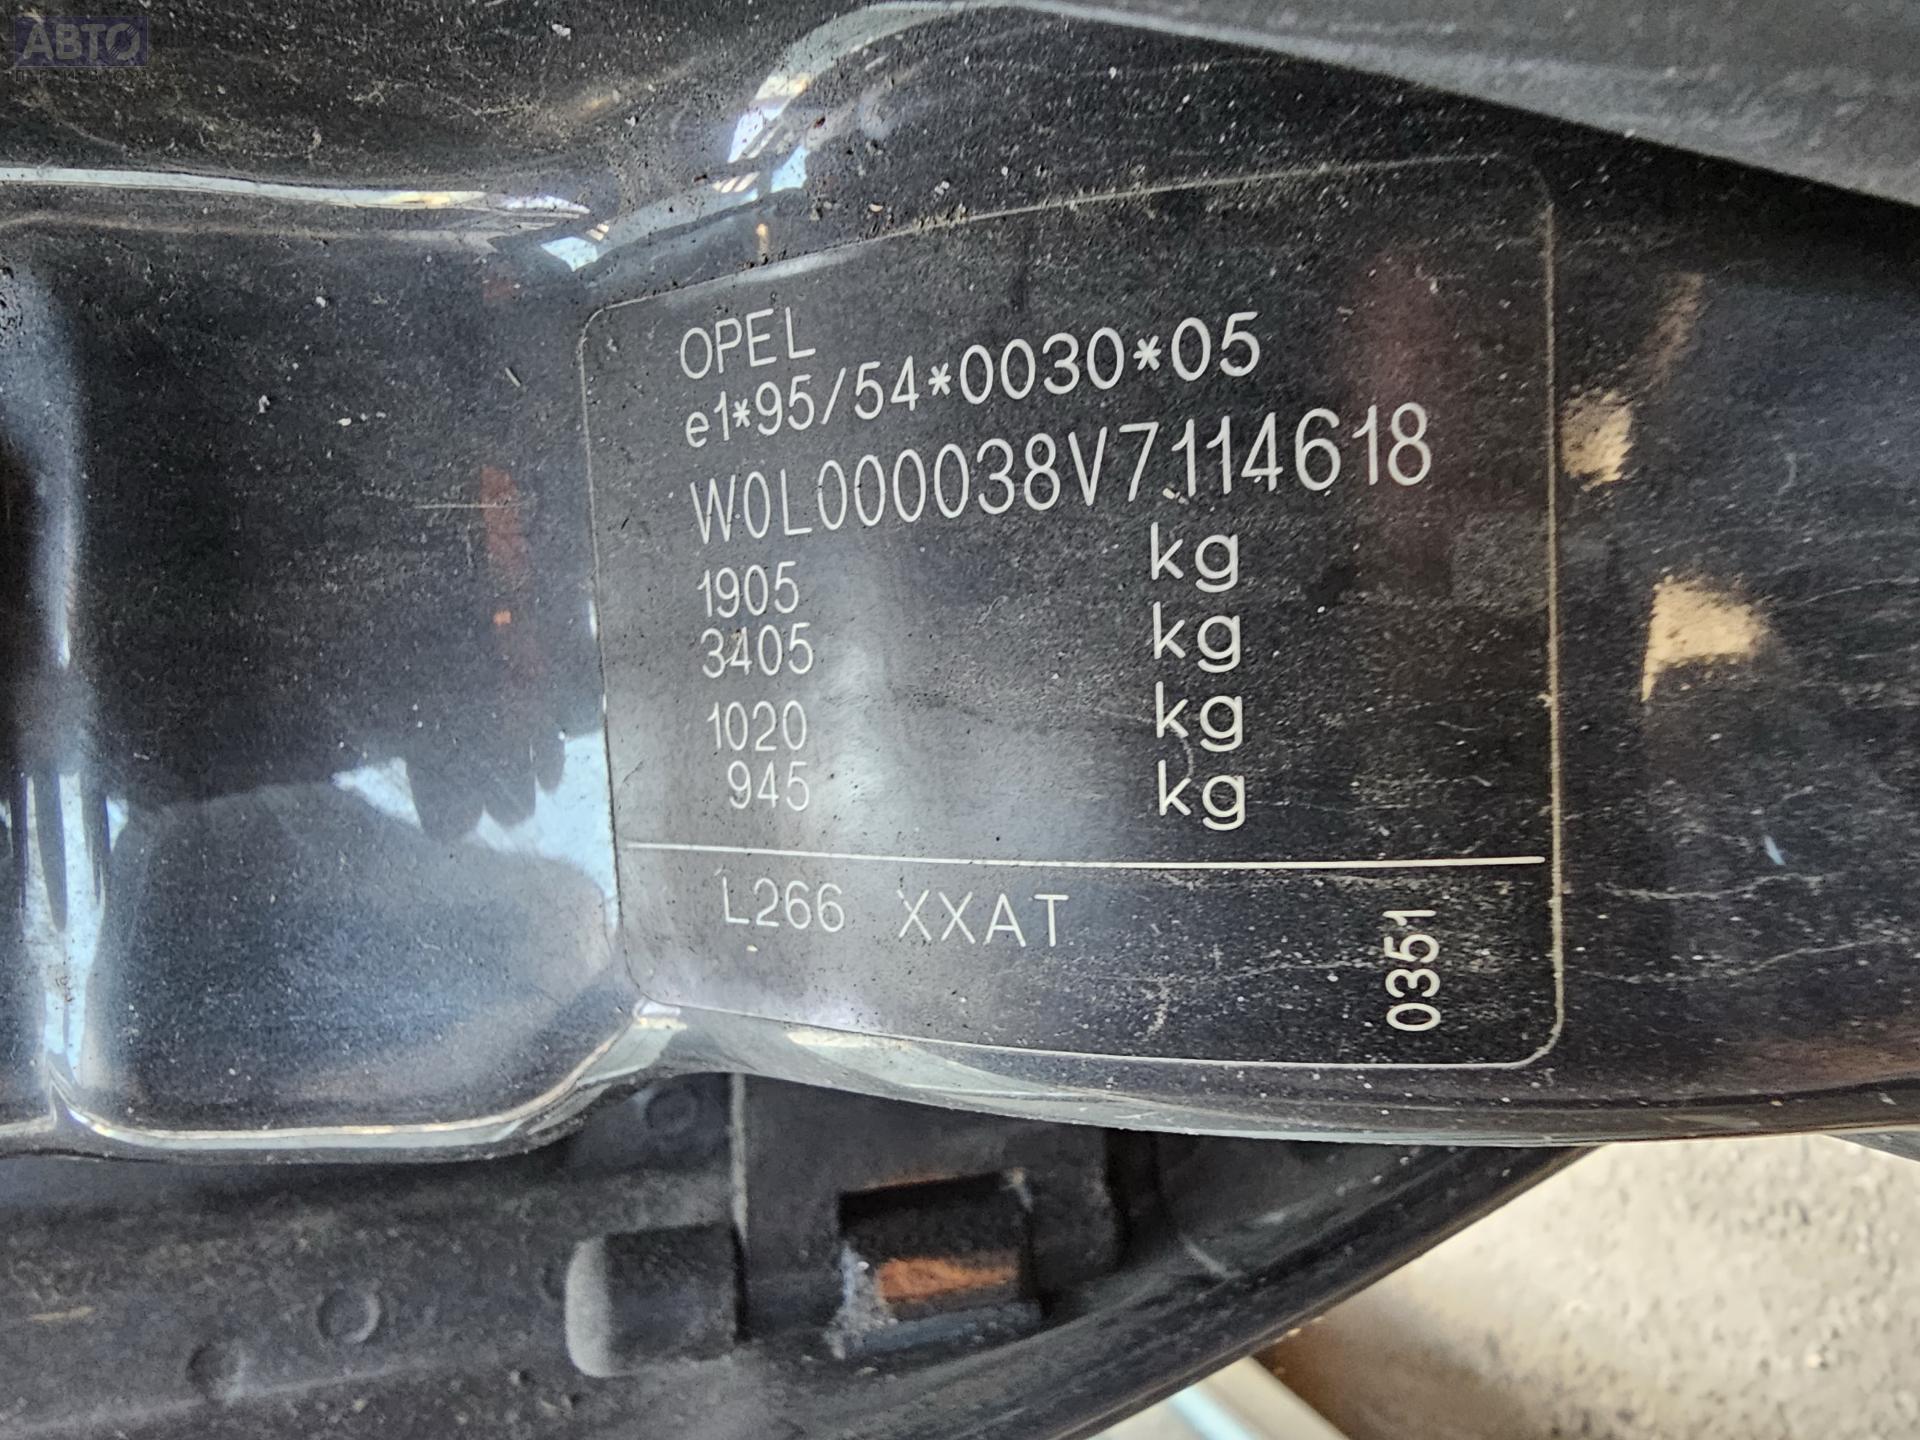 АВТО
OPEL
e1*95/54*0030*05
W0L000038V7114618
1905 kg
3405 kg
1020 kg
945 kg
L266 XXAT
0351